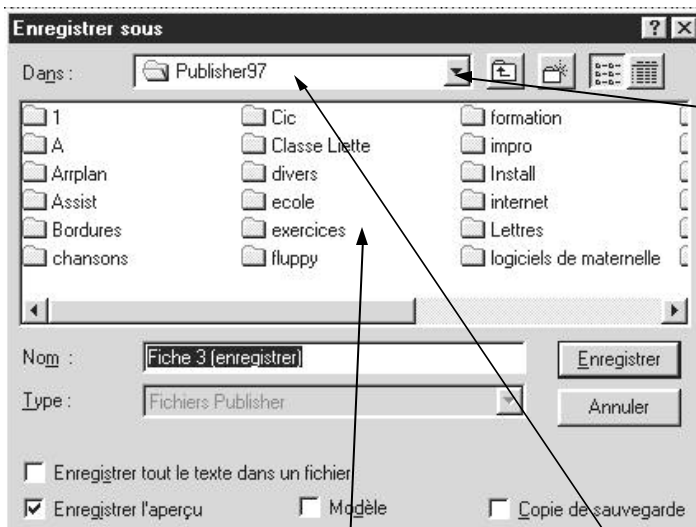 Enregistrer sous
Dans : Publisher97
1 Cic formation
A Classe Liette impro
Arrplan divers Install
Assist ecole internet
Bordures exercices Lettres
chansons fluppy logiciels de maternelle
Nom : Fiche 3 (enregistrer) Enregistrer
Type : Fichiers Publisher Annuler
Enregistrer tout le texte dans un fichier
Enregistrer l'aperçu Modèle Copie de sauvegarde